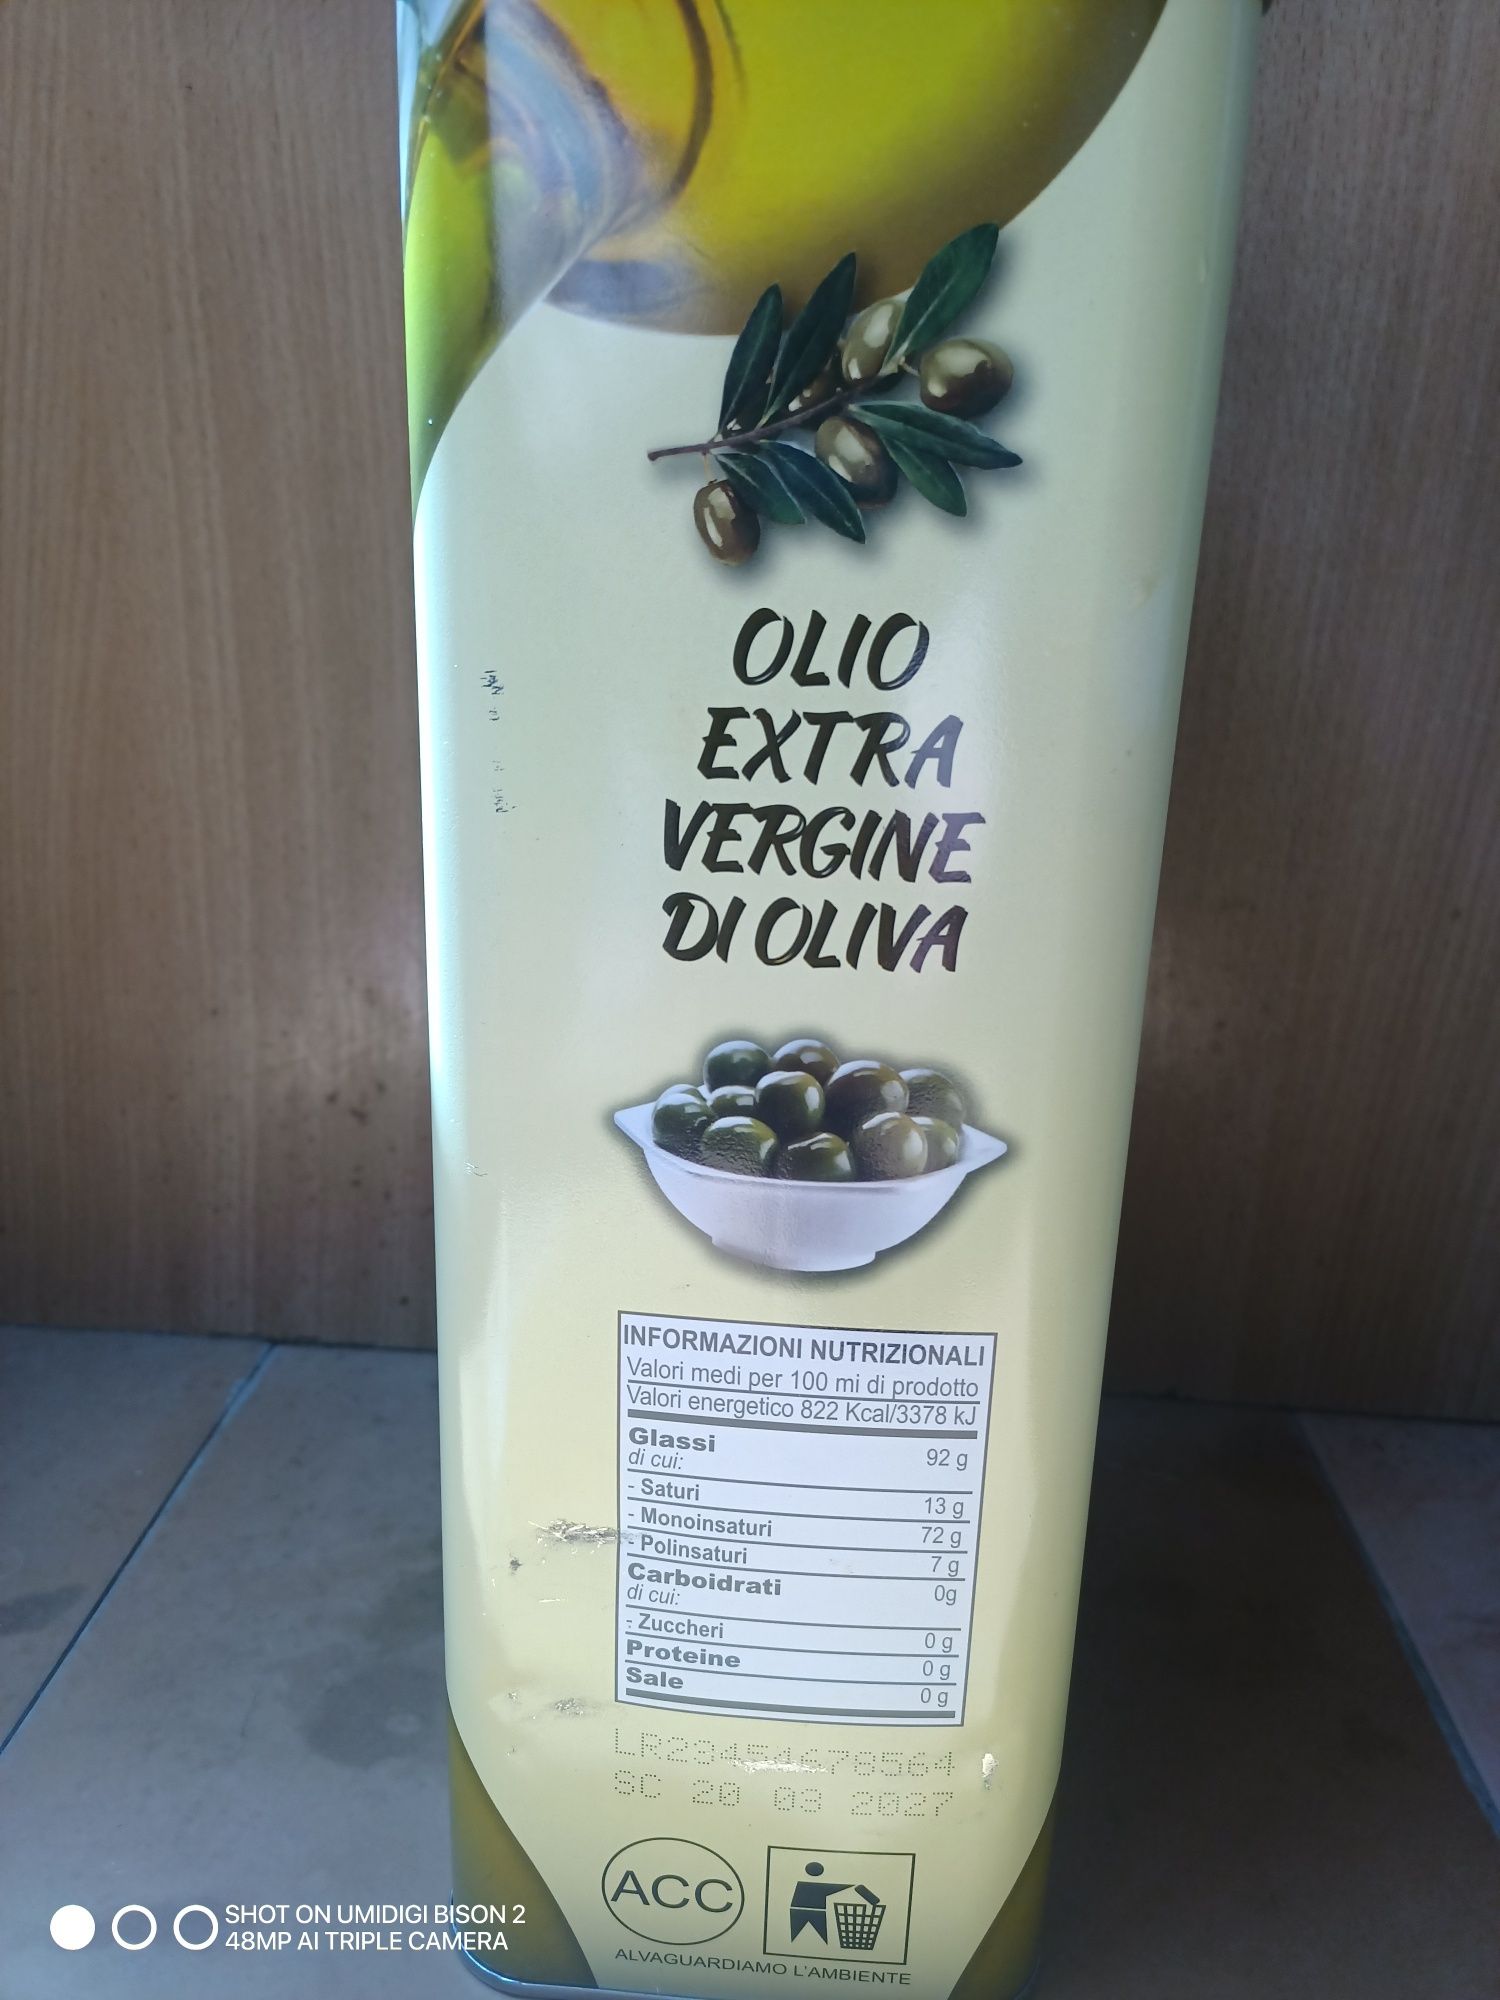 OLIO
EXTRA
VERGINE
DI OLIVA
INFORMAZIONI NUTRIZIONALI
Valori medi per 100 mi di prodotto
Valori energetico 822 Kcal/3378 kJ
Glassi 92 g
di cui:
- Saturi 13 g
- Monoinsaturi 72 g
- Polinsaturi 7 g
Carboidrati 0g
di cui:
- Zuccheri 0 g
Proteine 0 g
Sale 0 g
SC 20 03 2027
ACC
ALVAGUARDIAMO L'AMBIENTE
SHOT ON UMIDIGI BISON 2
48MP AI TRIPLE CAMERA